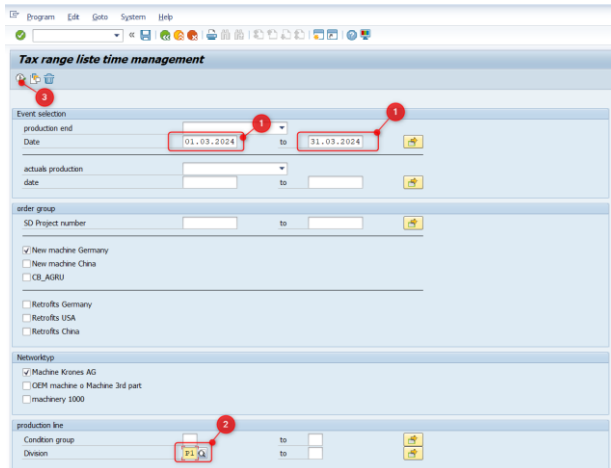 Program Edit Goto System Help
Tax range liste time management
3
Event selection
production end
1
1
Date 01.03.2024 to 31.03.2024
actuals production
date to
order group
SD Project number to
New machine Germany
New machine China
CB_AGRU
Retrofits Germany
Retrofits USA
Retrofits China
Networktyp
Machine Krones AG
OEM machine o Machine 3rd part
machinery 1000
production line
2
Condition group to
Division P1 to